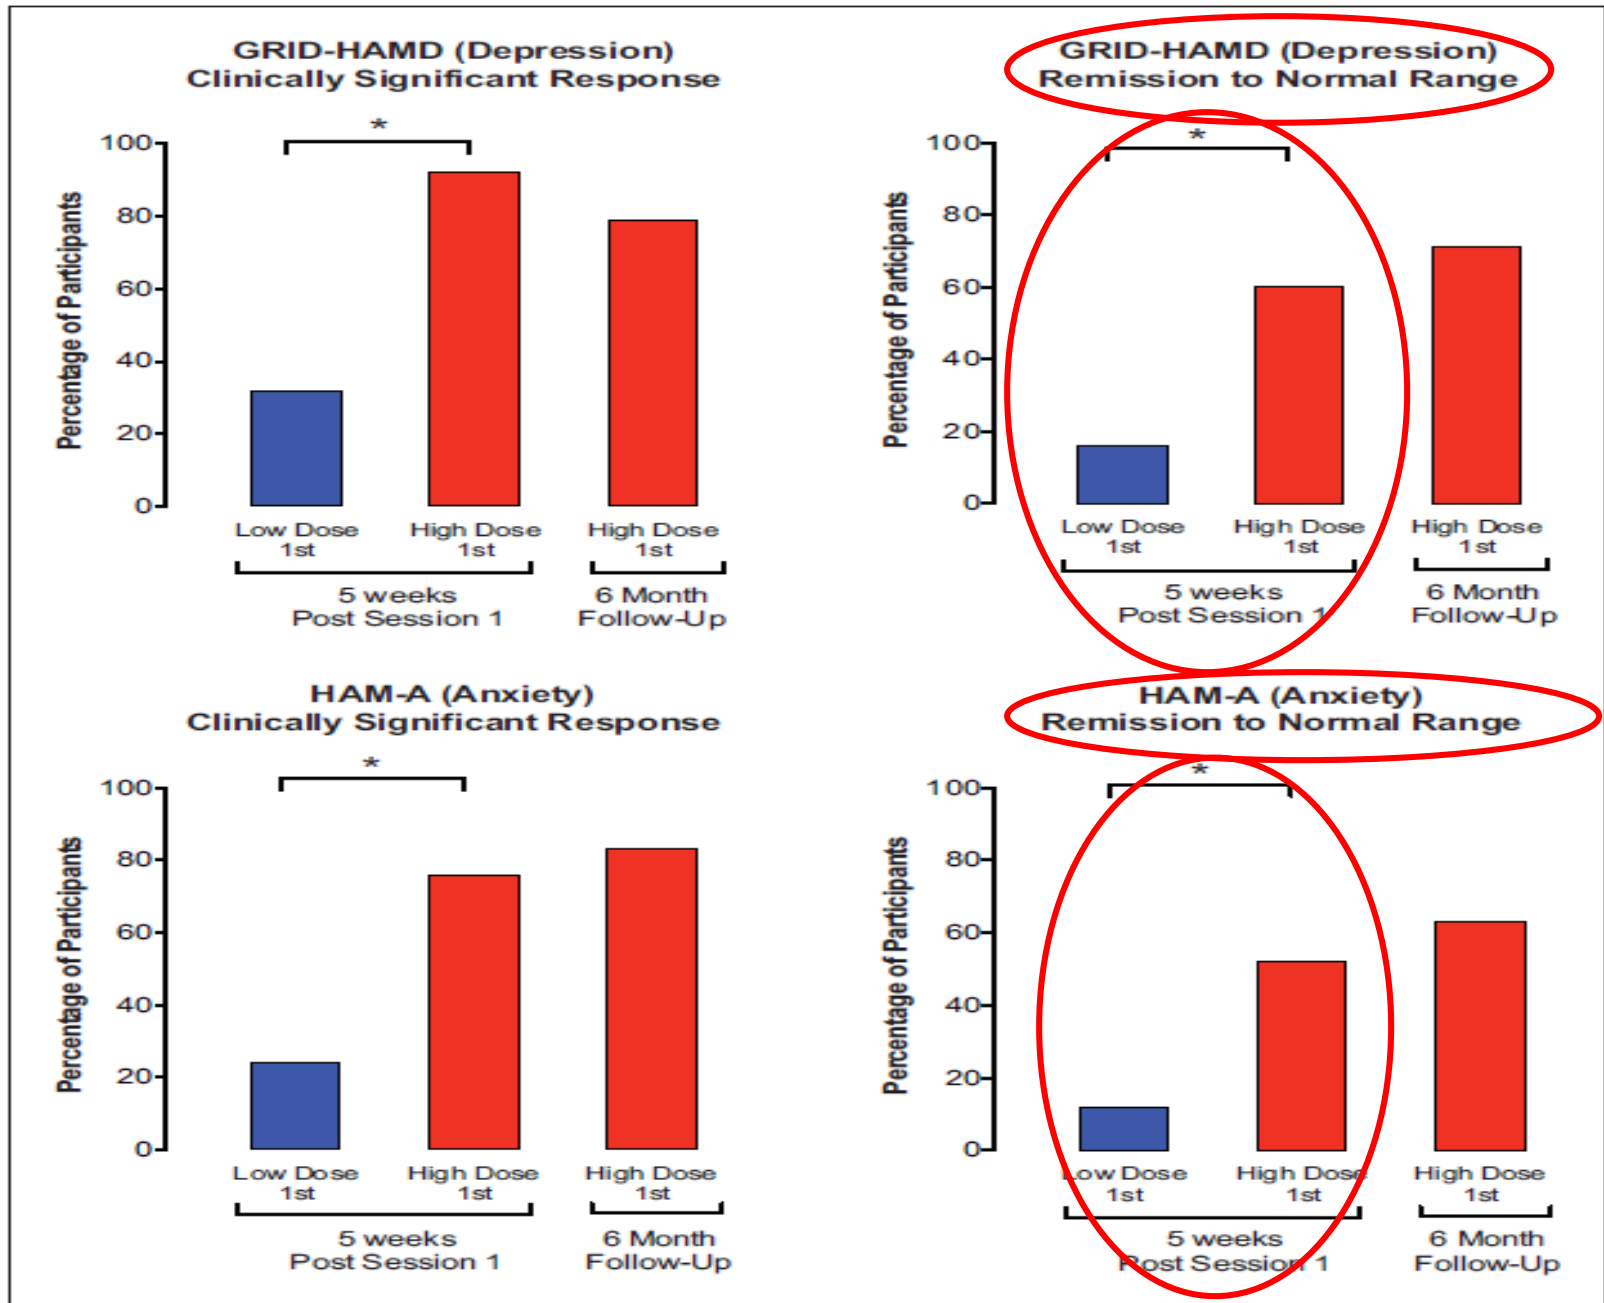 GRID-HAMD (Depression)
Clinically Significant Response
*
100
80
60
40
20
0
Percentage of Participants
Low Dose
1st
High Dose
1st
High Dose
1st
5 weeks
Post Session 1
6 Month
Follow-Up
GRID-HAMD (Depression)
Remission to Normal Range
*
100
80
60
40
20
0
Percentage of Participants
Low Dose
1st
High Dose
1st
High Dose
1st
5 weeks
Post Session 1
6 Month
Follow-Up
HAM-A (Anxiety)
Clinically Significant Response
*
100
80
60
40
20
0
Percentage of Participants
Low Dose
1st
High Dose
1st
High Dose
1st
5 weeks
Post Session 1
6 Month
Follow-Up
HAM-A (Anxiety)
Remission to Normal Range
*
100
80
60
40
20
0
Percentage of Participants
Low Dose
1st
High Dose
1st
High Dose
1st
5 weeks
Post Session 1
6 Month
Follow-Up